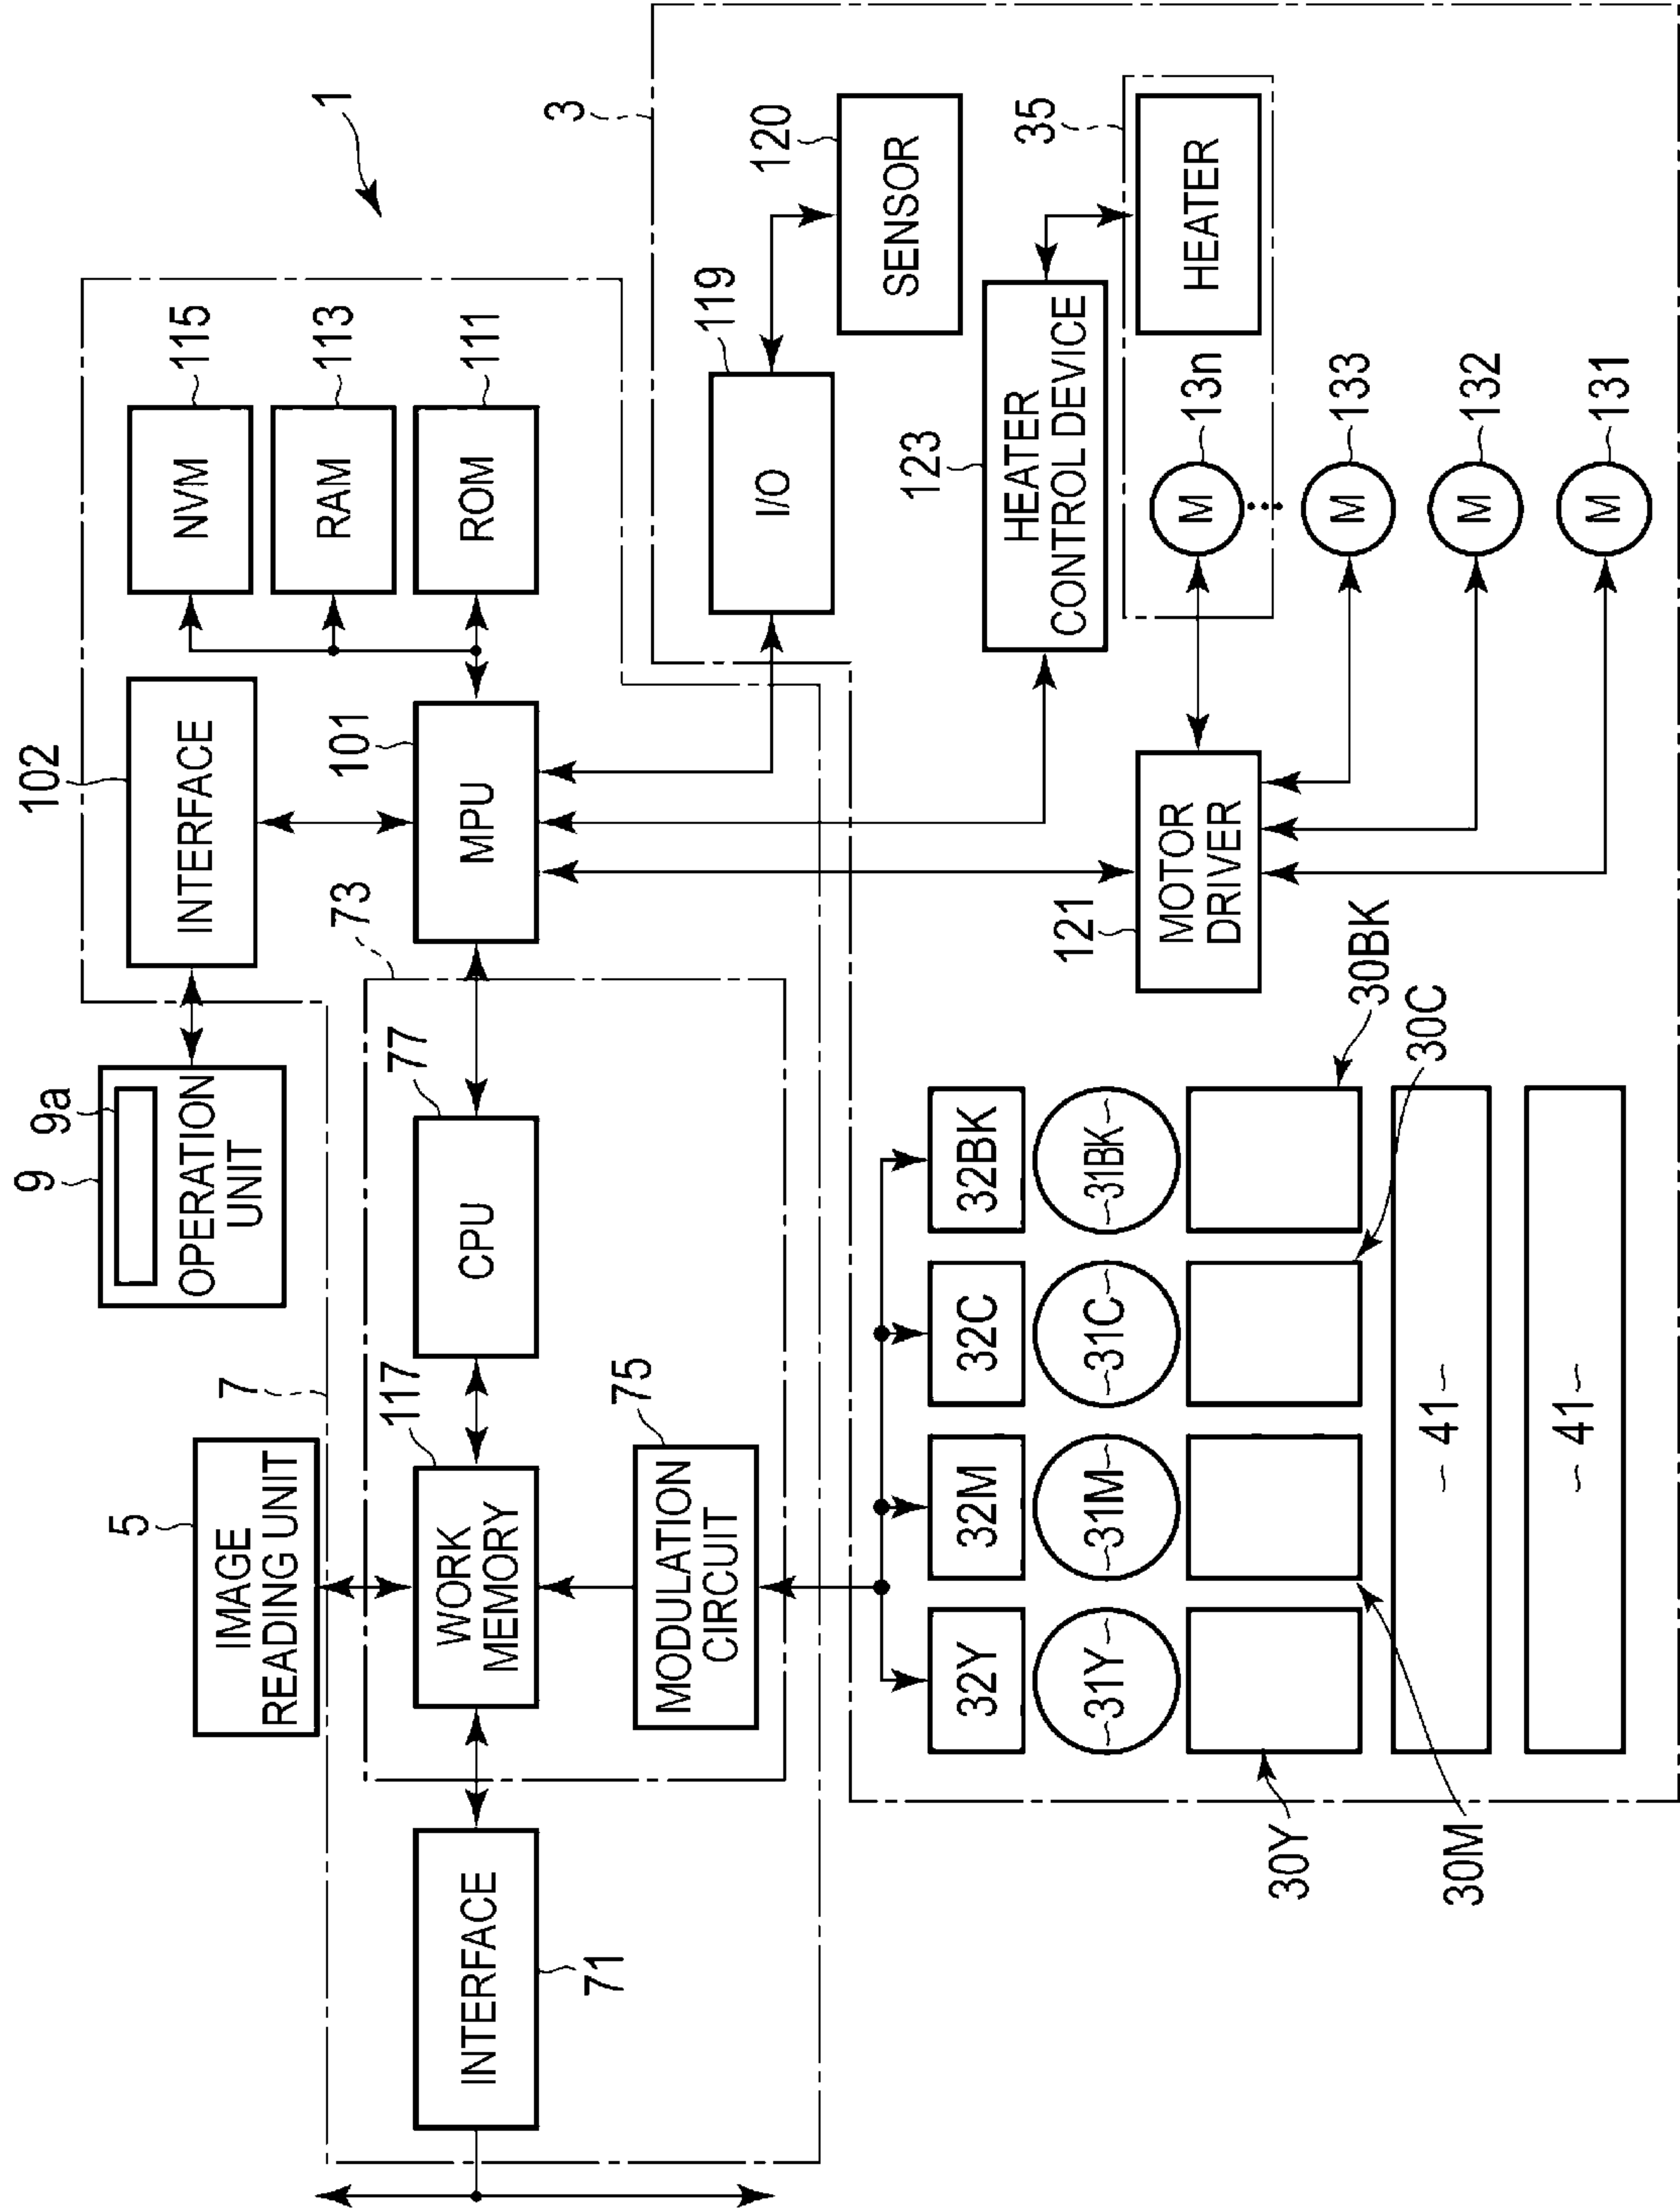 9
9a
102
5
OPERATION
UNIT
INTERFACE
NVM
115
1
IMAGE
READING UNIT
7
73
101
RAM
113
117
77
INTERFACE
71
WORK
MEMORY
CPU
MPU
ROM
111
75
MODULATION
CIRCUIT
3
119
I/O
120
SENSOR
123
HEATER
CONTROL DEVICE
35
32Y
32M
32C
32BK
31Y
31M
31C
31BK
121
MOTOR
DRIVER
M
13n
HEATER
30Y
30BK
M
133
30M
30C
41
M
132
41
M
131